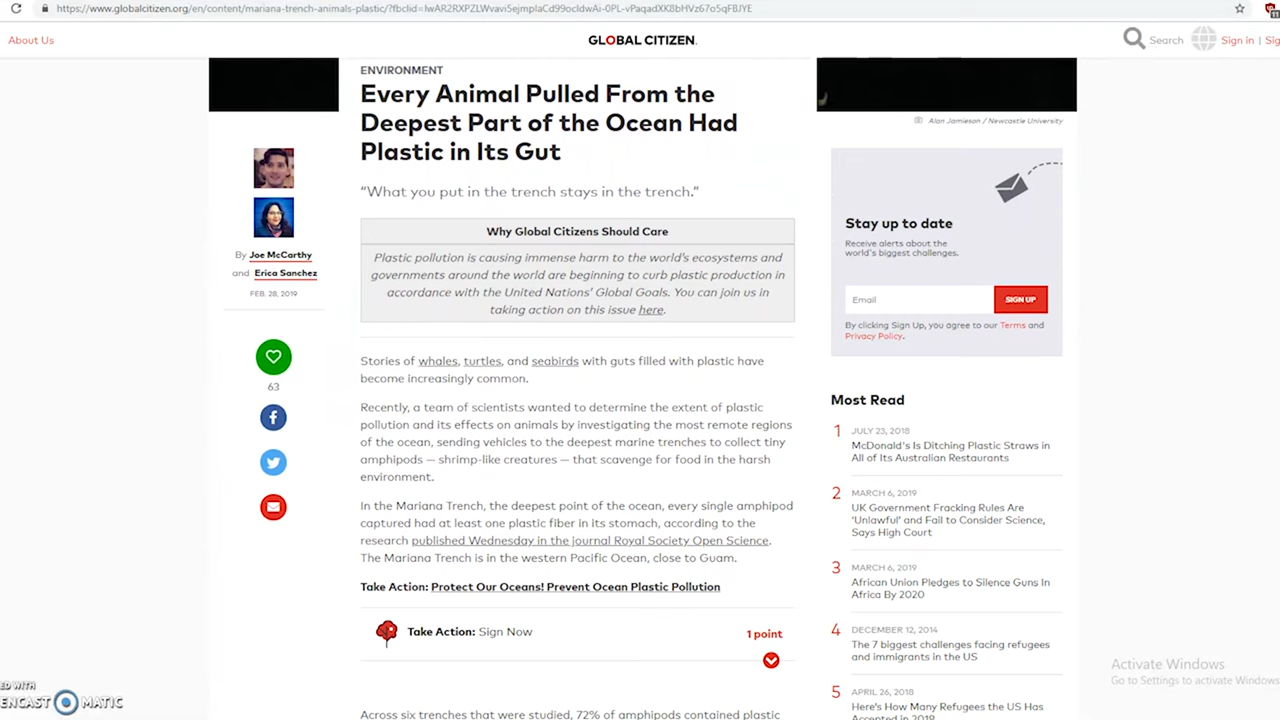 https://www.globalcitizen.org/en/content/mariana-trench-animals-plastic/?fbclid=IwAR2RXPZLWvavi5ejmplaCd99ocIdwAi-0PL-vPaqadXK8bHVz67o5qFBJYE
About Us
GLOBAL CITIZEN.
Search
Sign in | Sig
ENVIRONMENT
Every Animal Pulled From the
Deepest Part of the Ocean Had
Plastic in Its Gut
“What you put in the trench stays in the trench.”
By Joe McCarthy
and Erica Sanchez
FEB. 28, 2019
63
Why Global Citizens Should Care
Plastic pollution is causing immense harm to the world’s ecosystems and
governments around the world are beginning to curb plastic production in
accordance with the United Nations’ Global Goals. You can join us in
taking action on this issue here.
Stories of whales, turtles, and seabirds with guts filled with plastic have
become increasingly common.
Recently, a team of scientists wanted to determine the extent of plastic
pollution and its effects on animals by investigating the most remote regions
of the ocean, sending vehicles to the deepest marine trenches to collect tiny
amphipods — shrimp-like creatures — that scavenge for food in the harsh
environment.
In the Mariana Trench, the deepest point of the ocean, every single amphipod
captured had at least one plastic fiber in its stomach, according to the
research published Wednesday in the journal Royal Society Open Science.
The Mariana Trench is in the western Pacific Ocean, close to Guam.
Take Action: Protect Our Oceans! Prevent Ocean Plastic Pollution
Take Action: Sign Now
1 point
Across six trenches that were studied, 72% of amphipods contained plastic
Alan Jamieson / Newcastle University
Stay up to date
Receive alerts about the
world's biggest challenges.
Email
SIGN UP
By clicking Sign Up, you agree to our Terms and
Privacy Policy.
Most Read
1
JULY 23, 2018
McDonald's Is Ditching Plastic Straws in
All of Its Australian Restaurants
2
MARCH 6, 2019
UK Government Fracking Rules Are
'Unlawful' and Fail to Consider Science,
Says High Court
3
MARCH 6, 2019
African Union Pledges to Silence Guns in
Africa By 2020
4
DECEMBER 12, 2014
The 7 biggest challenges facing refugees
and immigrants in the US
5
APRIL 26, 2018
Here's How Many Refugees the US Has
Accepted in 2018
Activate Windows
Go to Settings to activate Windows
ED WITH
ENCAST MATIC